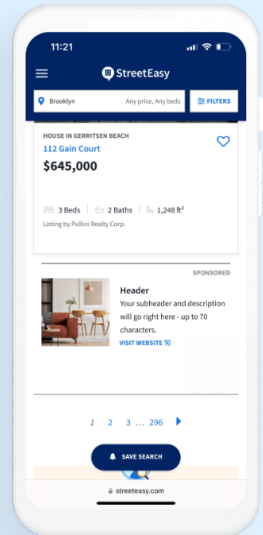 11:21
StreetEasy
Brooklyn Any price, Any beds FILTERS
HOUSE IN GERRITSEN BEACH
112 Gain Court
$645,000
3 Beds 2 Baths 1,248 ft²
Listing by Pullini Realty Corp.
SPONSORED
Header
Your subheader and description
will go right here - up to 70
characters.
VISIT WEBSITE
1 2 3 ... 296
SAVE SEARCH
streeteasy.com